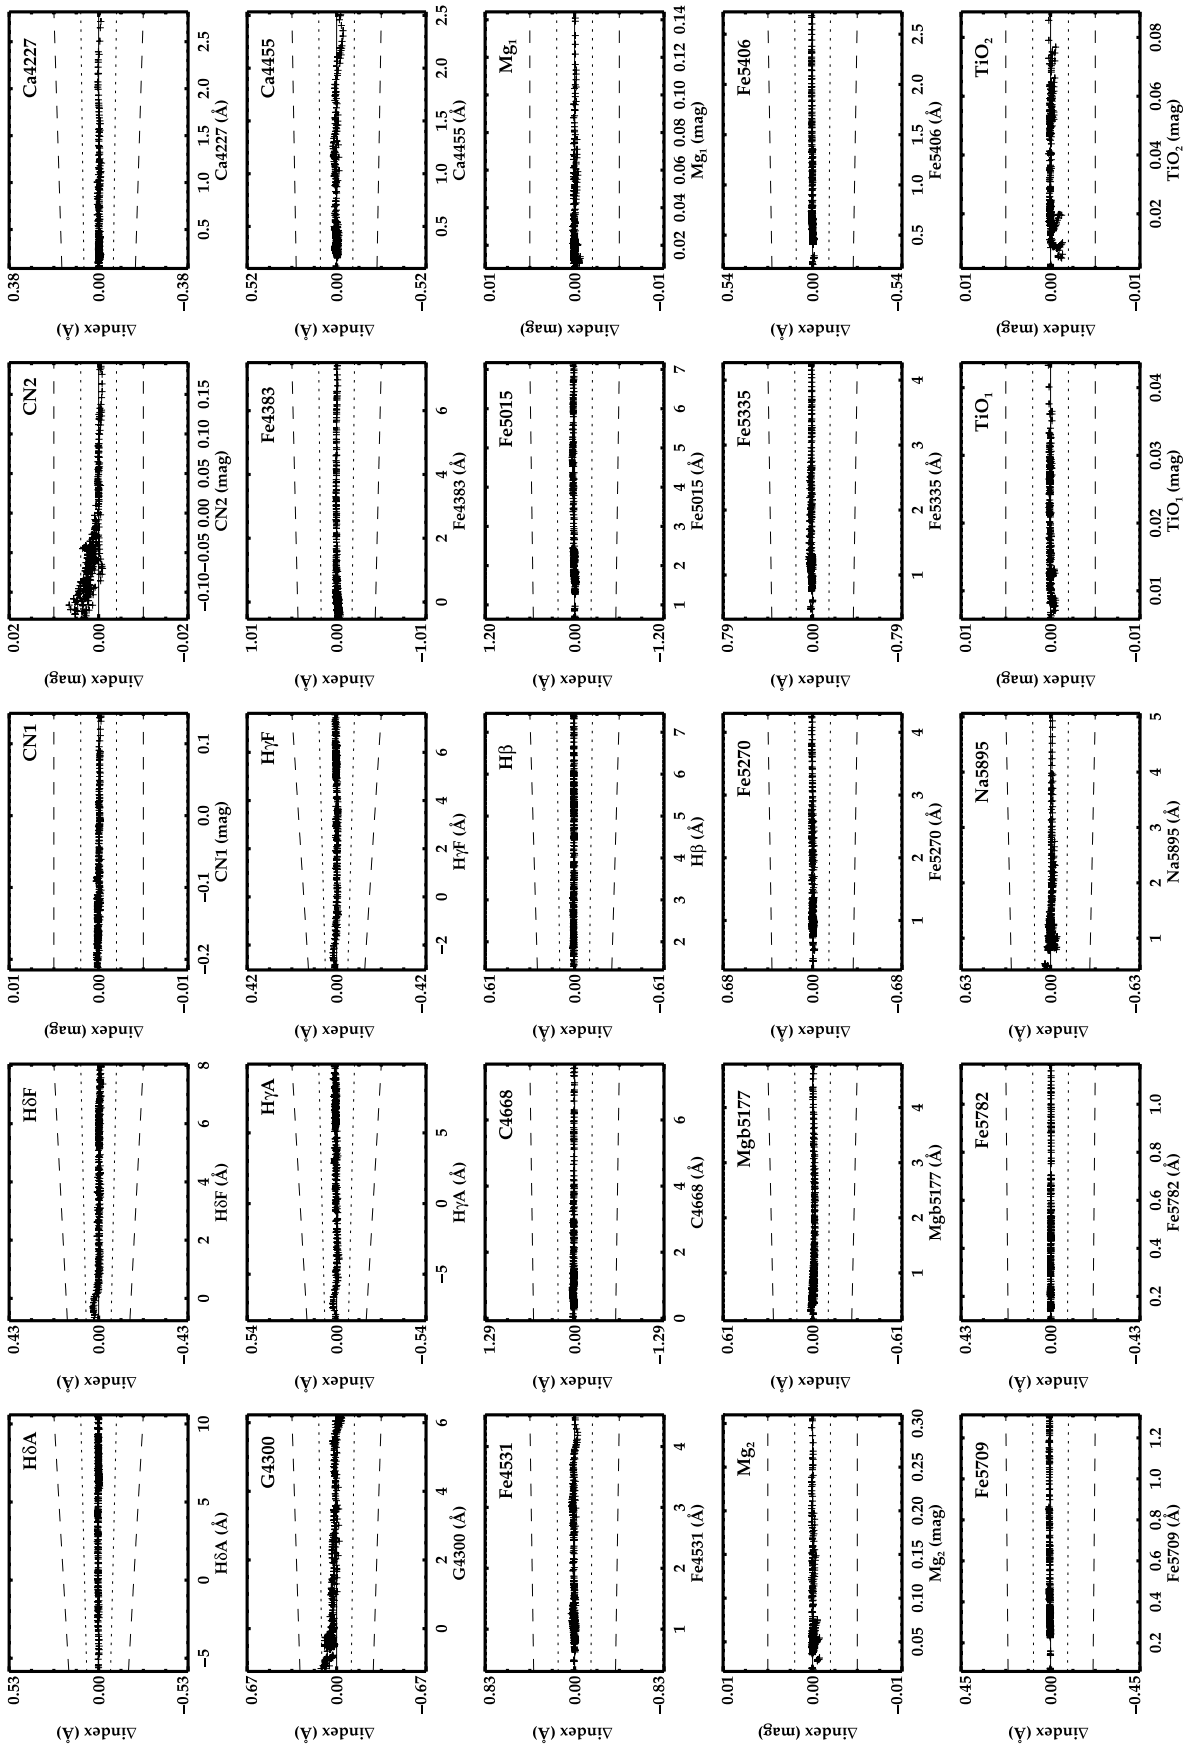 HδA
0.53
0.00
−0.53
Δindex (Å)
−5 0 5 10
HδA (Å)
HδF
0.43
0.00
−0.43
Δindex (Å)
0 2 4 6 8
HδF (Å)
CN1
0.01
0.00
−0.01
Δindex (mag)
−0.2 −0.1 0.0 0.1
CN1 (mag)
CN2
0.02
0.00
−0.02
Δindex (mag)
−0.10 −0.05 0.00 0.05 0.10 0.15
CN2 (mag)
Ca4227
0.38
0.00
−0.38
Δindex (Å)
0.5 1.0 1.5 2.0 2.5
Ca4227 (Å)
G4300
0.67
0.00
−0.67
Δindex (Å)
0 2 4 6
G4300 (Å)
HγA
0.54
0.00
−0.54
Δindex (Å)
−5 0 5
HγA (Å)
HγF
0.42
0.00
−0.42
Δindex (Å)
−2 0 2 4 6
HγF (Å)
Fe4383
1.01
0.00
−1.01
Δindex (Å)
0 2 4 6
Fe4383 (Å)
Ca4455
0.52
0.00
−0.52
Δindex (Å)
0.5 1.0 1.5 2.0 2.5
Ca4455 (Å)
Fe4531
0.83
0.00
−0.83
Δindex (Å)
1 2 3 4
Fe4531 (Å)
C4668
1.29
0.00
−1.29
Δindex (Å)
0 2 4 6
C4668 (Å)
Hβ
0.61
0.00
−0.61
Δindex (Å)
2 3 4 5 6 7
Hβ (Å)
Fe5015
1.20
0.00
−1.20
Δindex (Å)
1 2 3 4 5 6 7
Fe5015 (Å)
Mg₁
0.01
0.00
−0.01
Δindex (mag)
0.02 0.04 0.06 0.08 0.10 0.12 0.14
Mg₁ (mag)
Mg₂
0.01
0.00
−0.01
Δindex (mag)
0.05 0.10 0.15 0.20 0.25 0.30
Mg₂ (mag)
Mgb5177
0.61
0.00
−0.61
Δindex (Å)
1 2 3 4
Mgb5177 (Å)
Fe5270
0.68
0.00
−0.68
Δindex (Å)
1 2 3 4
Fe5270 (Å)
Fe5335
0.79
0.00
−0.79
Δindex (Å)
1 2 3 4
Fe5335 (Å)
Fe5406
0.54
0.00
−0.54
Δindex (Å)
0.5 1.0 1.5 2.0 2.5
Fe5406 (Å)
Fe5709
0.45
0.00
−0.45
Δindex (Å)
0.2 0.4 0.6 0.8 1.0 1.2
Fe5709 (Å)
Fe5782
0.43
0.00
−0.43
Δindex (Å)
0.2 0.4 0.6 0.8 1.0
Fe5782 (Å)
Na5895
0.63
0.00
−0.63
Δindex (Å)
1 2 3 4 5
Na5895 (Å)
TiO₁
0.01
0.00
−0.01
Δindex (mag)
0.01 0.02 0.03 0.04
TiO₁ (mag)
TiO₂
0.01
0.00
−0.01
Δindex (mag)
0.02 0.04 0.06 0.08
TiO₂ (mag)